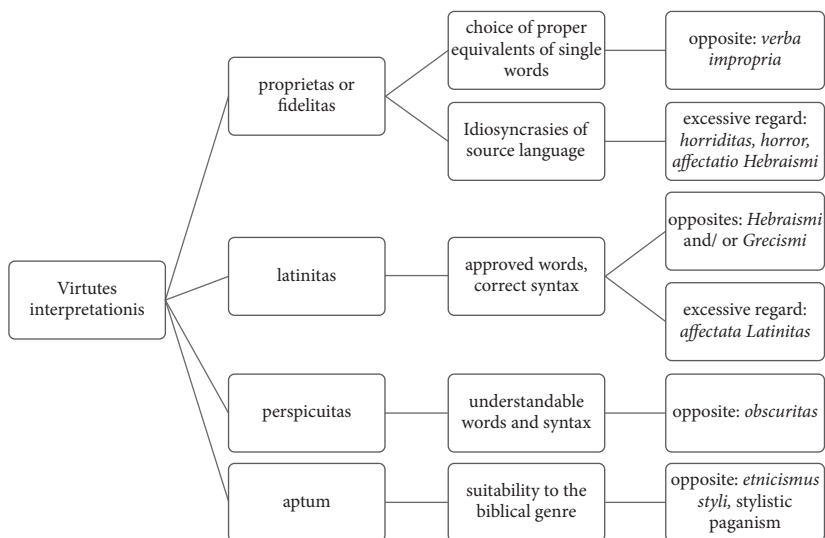 Virtutes
interpretationis
proprietas or
fidelitas
choice of proper
equivalents of single
words
opposite: verba
impropria
Idiosyncrasies of
source language
excessive regard:
horriditas, horror,
affectatio Hebraismi
latinitas
approved words,
correct syntax
opposites: Hebraismi
and/ or Grecismi
excessive regard:
affectata Latinitas
perspicuitas
understandable
words and syntax
opposite: obscuritas
aptum
suitability to the
biblical genre
opposite: etnicismus
styli, stylistic
paganism